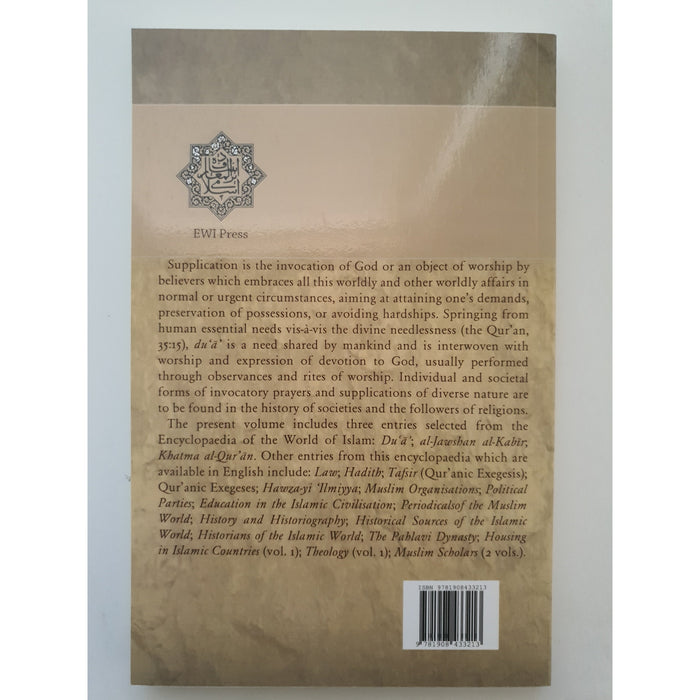 دانشنامه
EWI Press
Supplication is the invocation of God or an object of worship by
believers which embraces all this worldly and other worldly affairs in
normal or urgent circumstances, aiming at attaining one's demands,
preservation of possessions, or avoiding hardships. Springing from
human essential needs vis-à-vis the divine needlessness (the Qur'an,
35:15), du'ā' is a need shared by mankind and is interwoven with
worship and expression of devotion to God, usually performed
through observances and rites of worship. Individual and societal
forms of invocatory prayers and supplications of diverse nature are
to be found in the history of societies and the followers of religions.
The present volume includes three entries selected from the
Encyclopaedia of the World of Islam: Du'ā'; al-Jawshan al-Kabīr;
Khatma al-Qur'ān. Other entries from this encyclopaedia which are
available in English include: Law; Hadith; Tafsir (Qur'anic Exegesis);
Qur'anic Exegeses; Hawza-yi 'Ilmiyya; Muslim Organisations; Political
Parties; Education in the Islamic Civilisation; Periodicalsof the Muslim
World; History and Historiography; Historical Sources of the Islamic
World; Historians of the Islamic World; The Pahlavi Dynasty; Housing
in Islamic Countries (vol. 1); Theology (vol. 1); Muslim Scholars (2 vols.).
ISBN 9781908433213
9 781908 433213